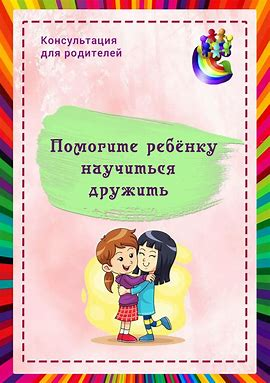 Консультация
для родителей
Помогите ребёнку
научиться
дружить